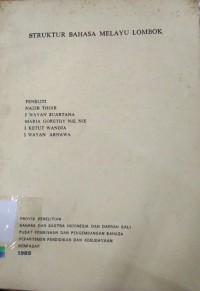 STRUKTUR BAHASA MELAYU LOMBOK
PENELITI
NAZIR THOIR
I WAYAN SUARTANA
MARIA GORETHY NIE NIE
I KETUT MANDIA
I WAYAN ARNAWA
PROYEK PENELITIAN
BAHASA DAN SASTRA INDONESIA DAN DAERAH BALI
PUSAT PEMBINAAN DAN PENGEMBANGAN BAHASA
DEPARTEMEN PENDIDIKAN DAN KEBUDAYAAN
DENPASAR
1985